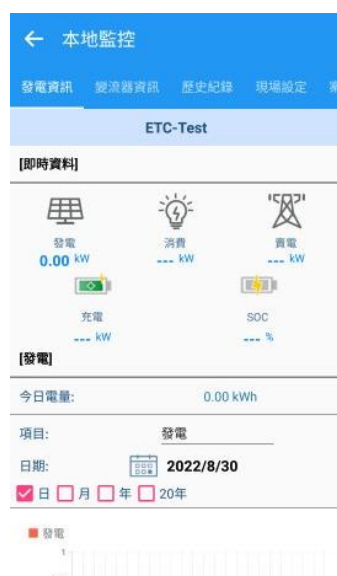 本地監控
發電資訊 變流器資訊 歷史紀錄 現場設定
ETC-Test
[即時資料]
發電 消費 賣電
0.00 kW --- kW --- kW
充電 SOC
--- kW --- %
[發電]
今日電量: 0.00 kWh
項目: 發電
日期: 2022/8/30
日 月 年 20年
發電
1